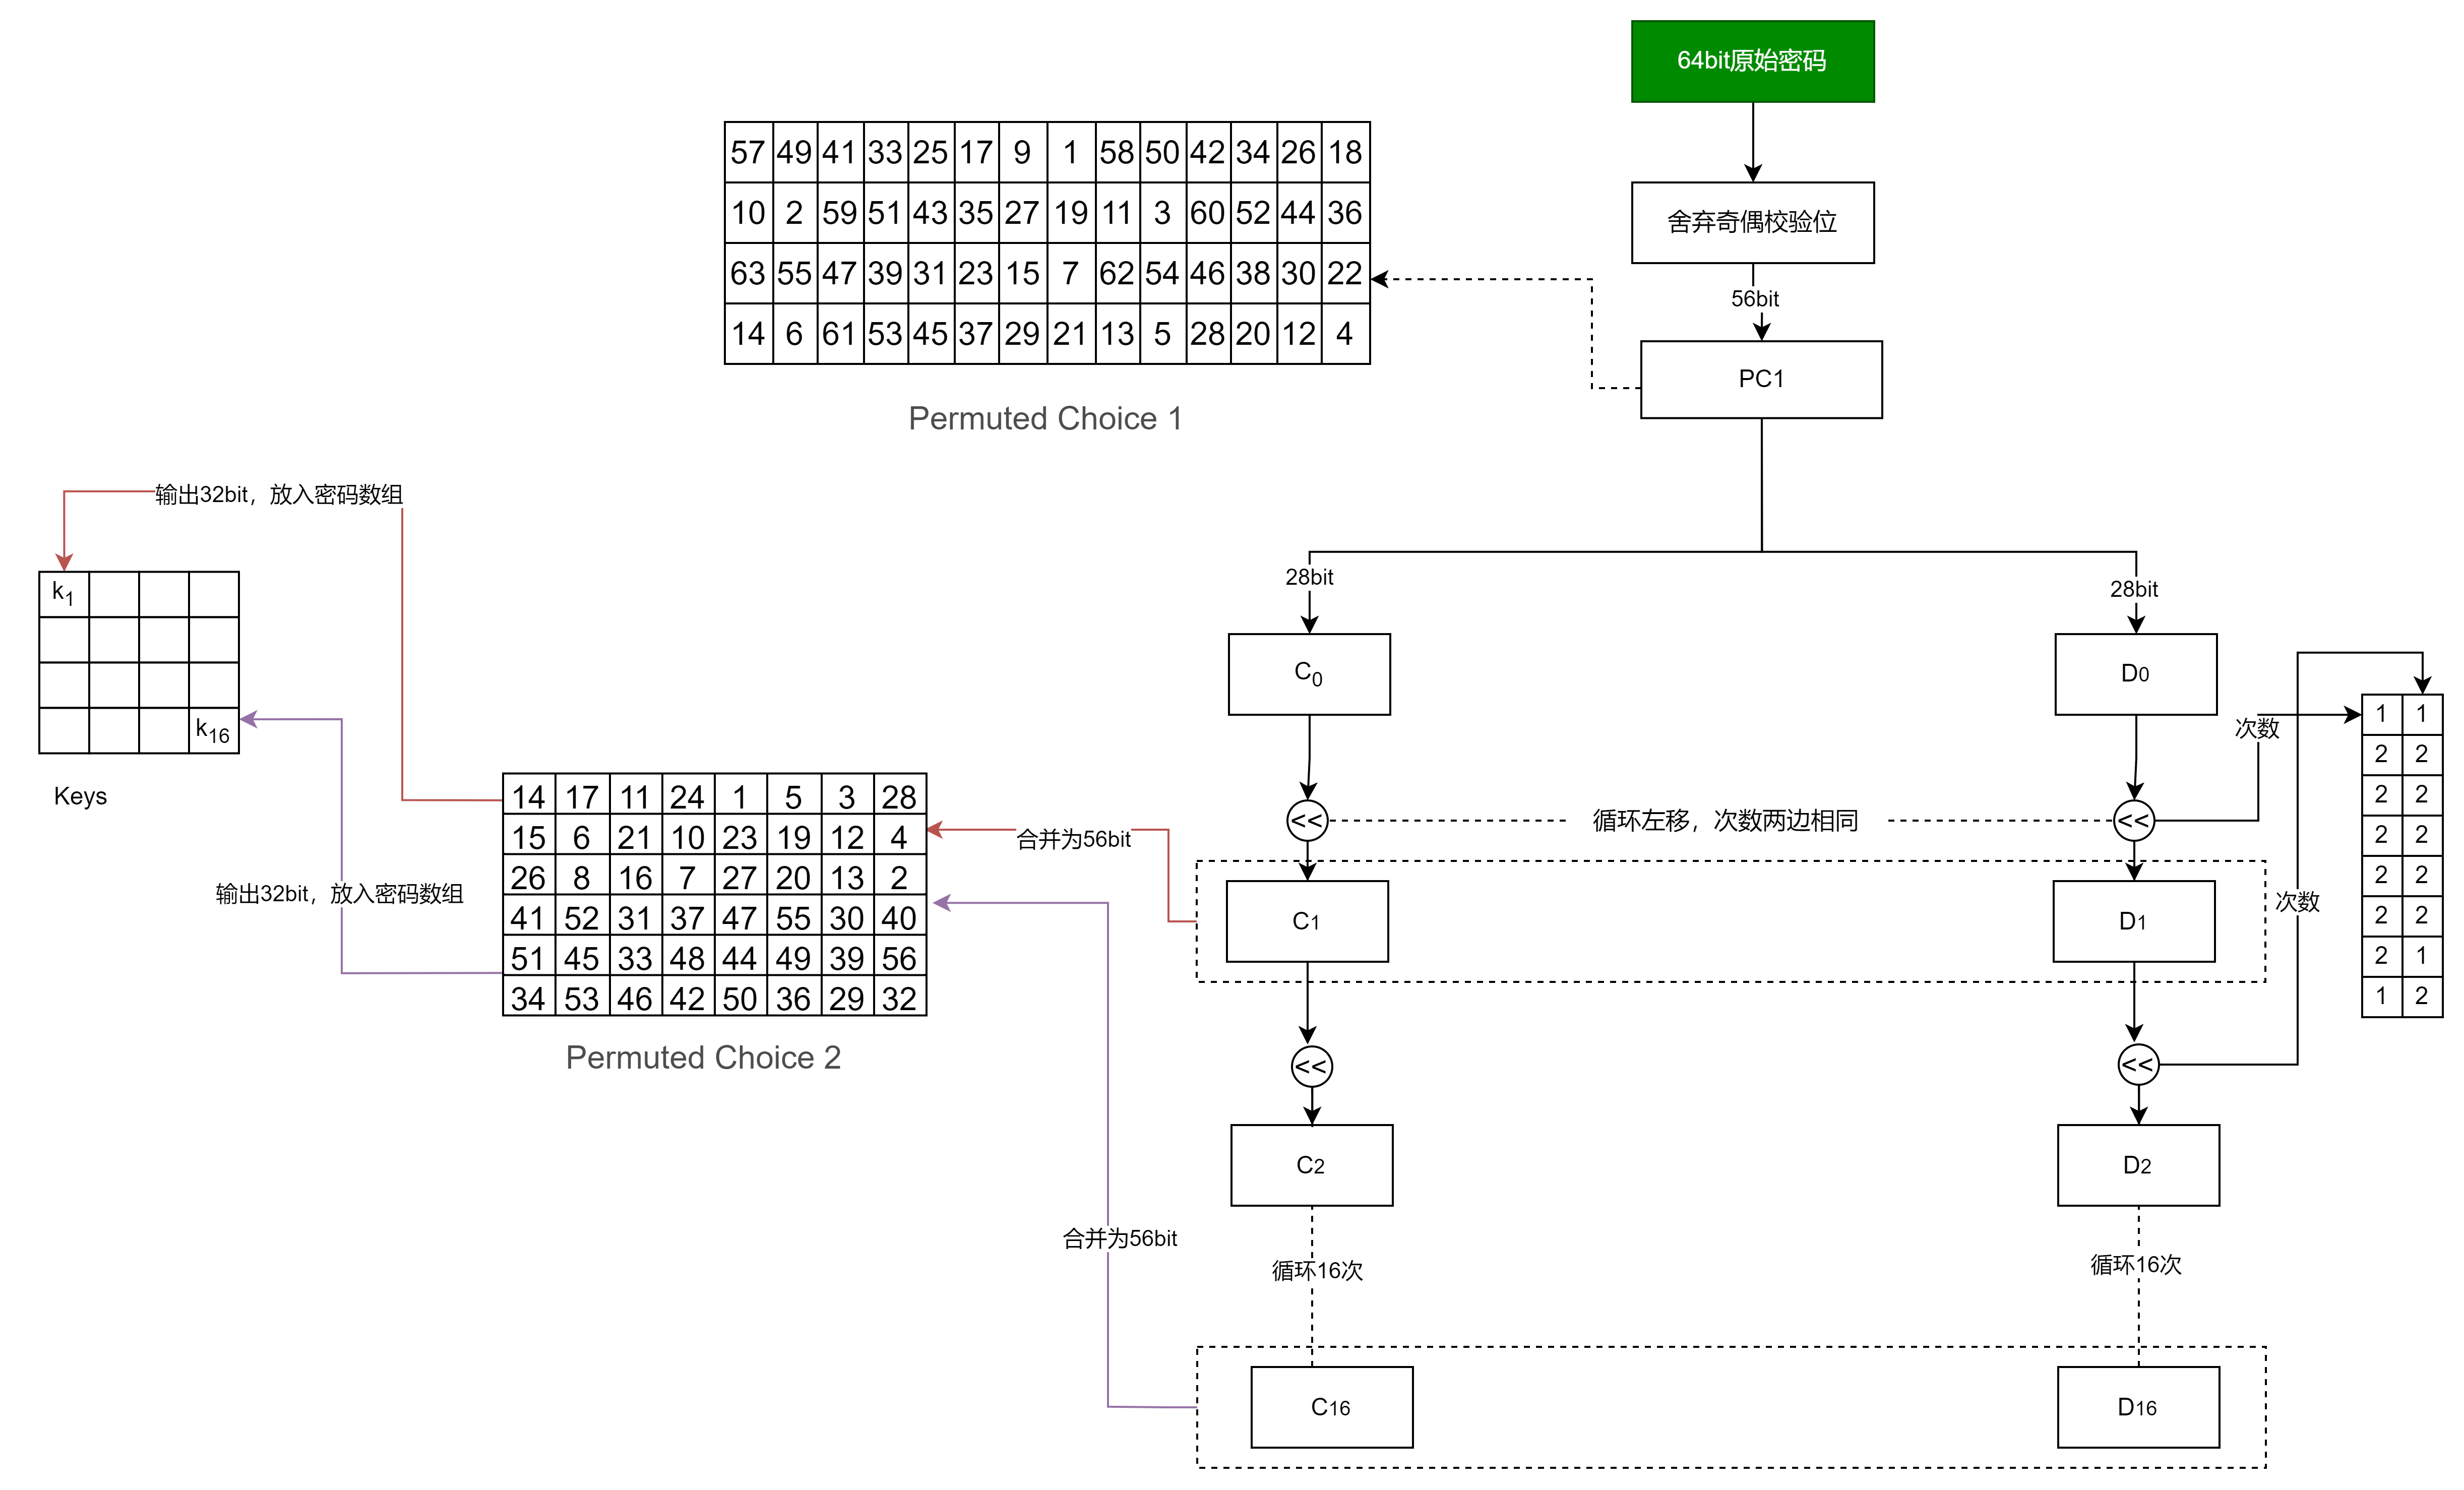 64bit原始密码
57 49 41 33 25 17 9 1 58 50 42 34 26 18
10 2 59 51 43 35 27 19 11 3 60 52 44 36
63 55 47 39 31 23 15 7 62 54 46 38 30 22
14 6 61 53 45 37 29 21 13 5 28 20 12 4
Permuted Choice 1
舍弃奇偶校验位
56bit
PC1
28bit
28bit
C0
D0
输出32bit，放入密码数组
k1
k16
Keys
输出32bit，放入密码数组
14 17 11 24 1 5 3 28
15 6 21 10 23 19 12 4
26 8 16 7 27 20 13 2
41 52 31 37 47 55 30 40
51 45 33 48 44 49 39 56
34 53 46 42 50 36 29 32
Permuted Choice 2
合并为56bit
<<
循环左移，次数两边相同
<<
次数
1 1
2 2
2 2
2 2
2 2
2 2
2 1
1 2
次数
C1
D1
<<
<<
C2
D2
合并为56bit
循环16次
循环16次
C16
D16